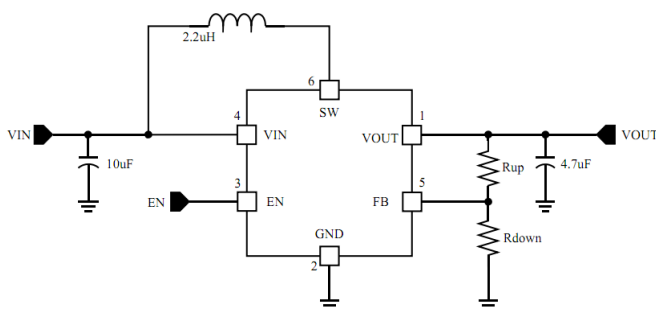 2.2uH
6
SW
4
1
VIN
VIN
VOUT
VOUT
10uF
Rup
4.7uF
3
5
EN
EN
FB
GND
Rdown
2